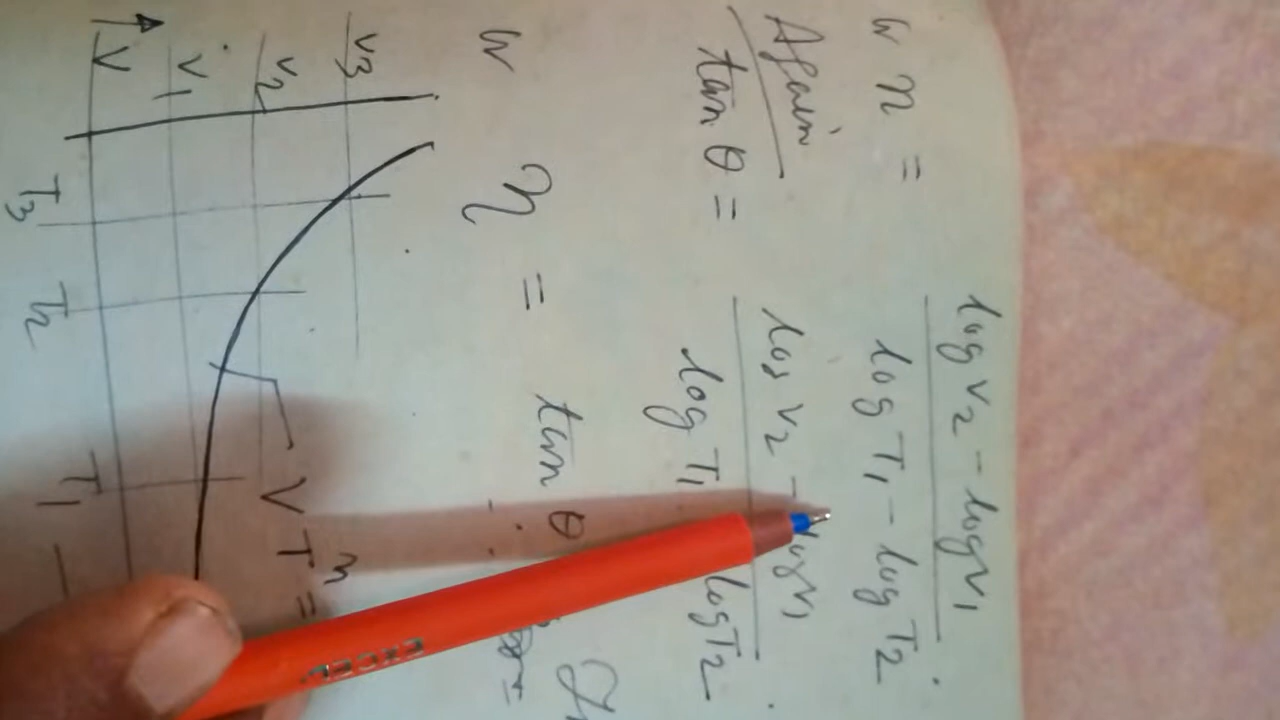 n = log v2 - log v1 / log T1 - log T2
Again
tan θ = log v2 - log v1 / log T1 log T2
n = tan θ
v3
v2
v1
V
T3
T2
T1
V T^n =
EXCEL